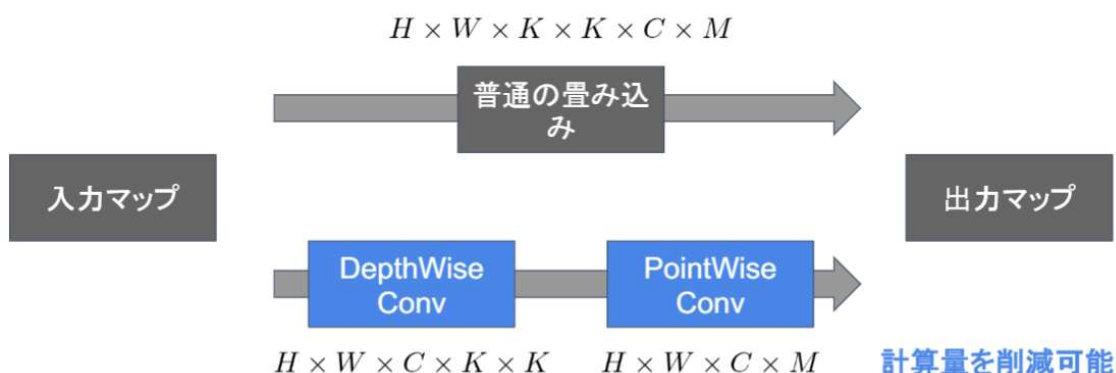 H × W × K × K × C × M
普通の畳み込
み
入力マップ
出力マップ
DepthWise
Conv
PointWise
Conv
H × W × C × K × K
H × W × C × M
計算量を削減可能